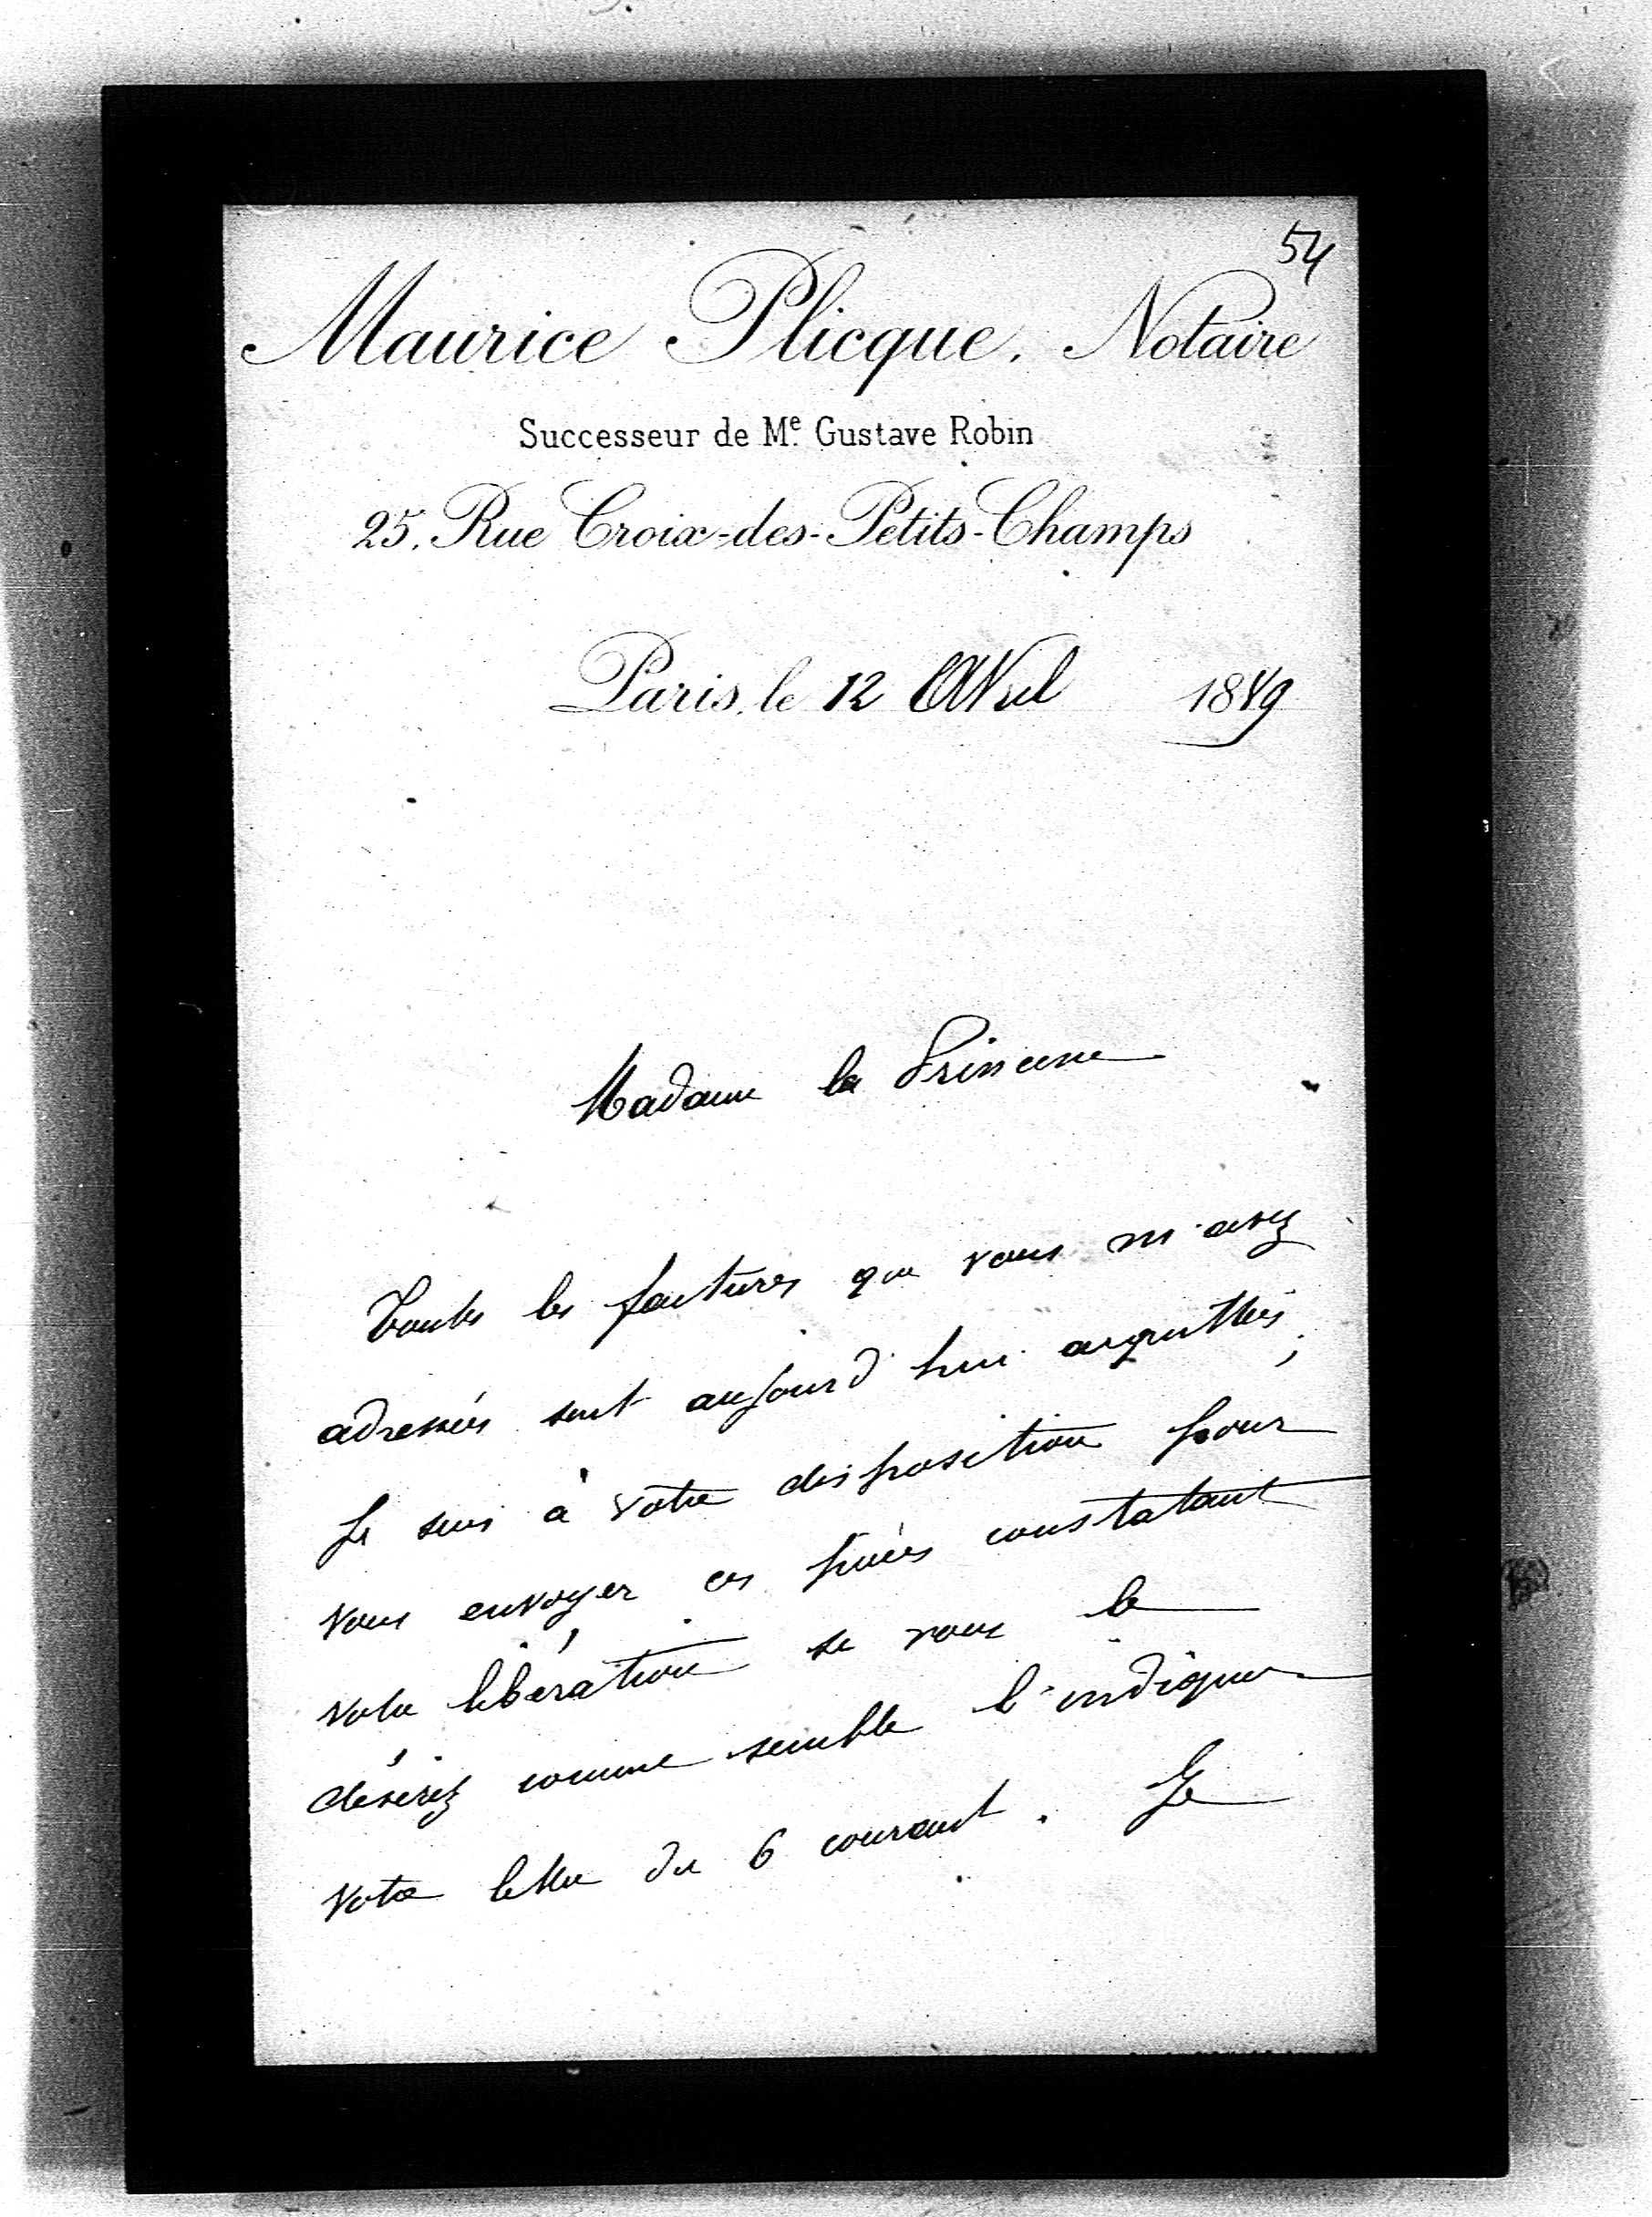 54
Maurice Plicque. Notaire
Successeur de Me. Gustave Robin
25, Rue Croix-des-Petits-Champs
Paris, le 12 Avril 1889
Madame la Princesse
Toutes les factures que vous m'avez
adressées sont aujourd'hui acquittées;
Je suis à votre disposition pour
vous envoyer ces pièces constatant
votre libération si vous le
désirez comme semble l'indiquer
votre lettre du 6 courant. Je